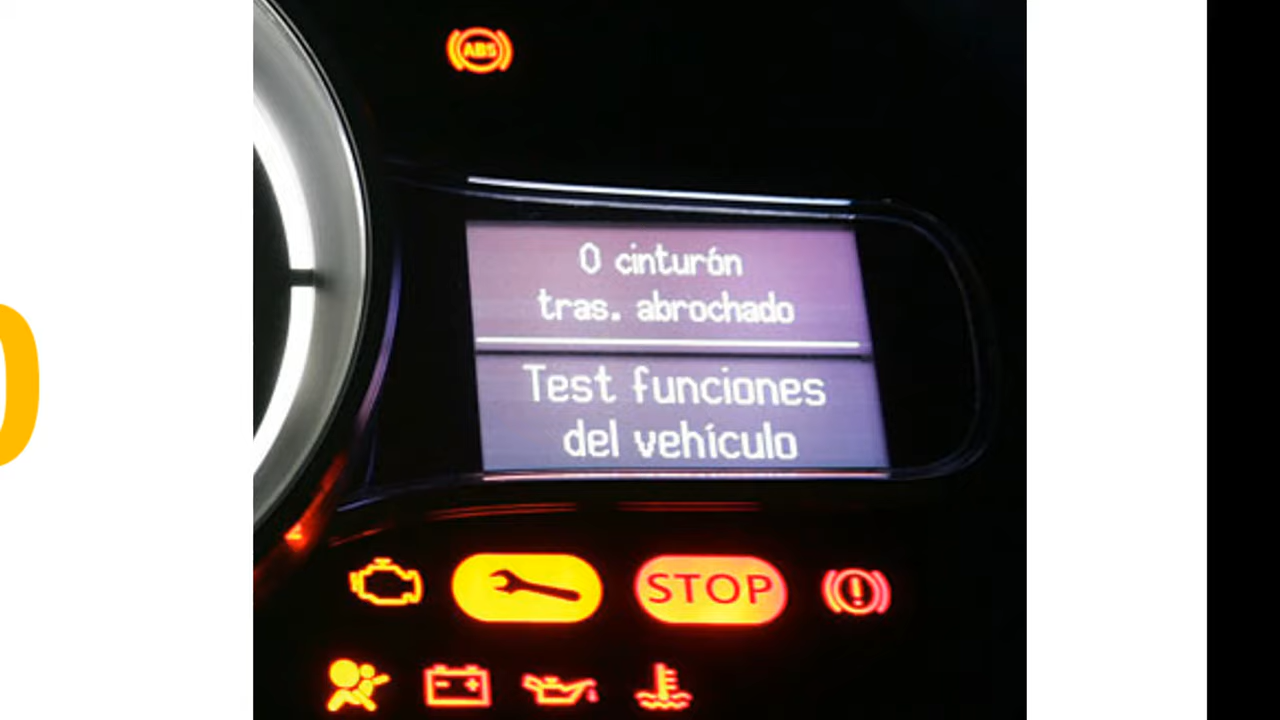 ABS
0 cinturón
tras. abrochado
Test funciones
del vehículo
STOP